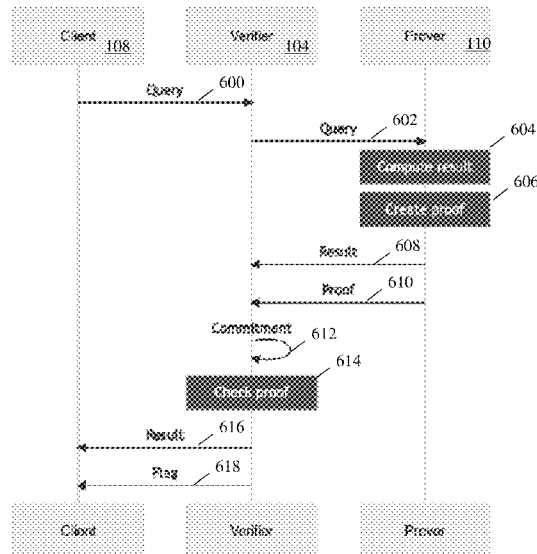 Client 108
Verifier 104
Prover 110
Query 600
Query 602
604
Compute result
606
Create proof
Result 608
Proof 610
Commitment
612
614
Check proof
Result 616
Flag 618
Client
Verifier
Prover